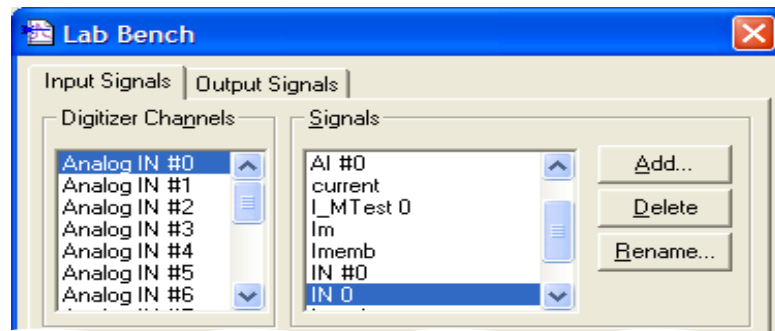 Lab Bench
Input Signals
Output Signals
Digitizer Channels
Analog IN #0
Analog IN #1
Analog IN #2
Analog IN #3
Analog IN #4
Analog IN #5
Analog IN #6
Signals
AI #0
current
I_MTest 0
Im
Imemb
IN #0
IN 0
Add...
Delete
Rename...